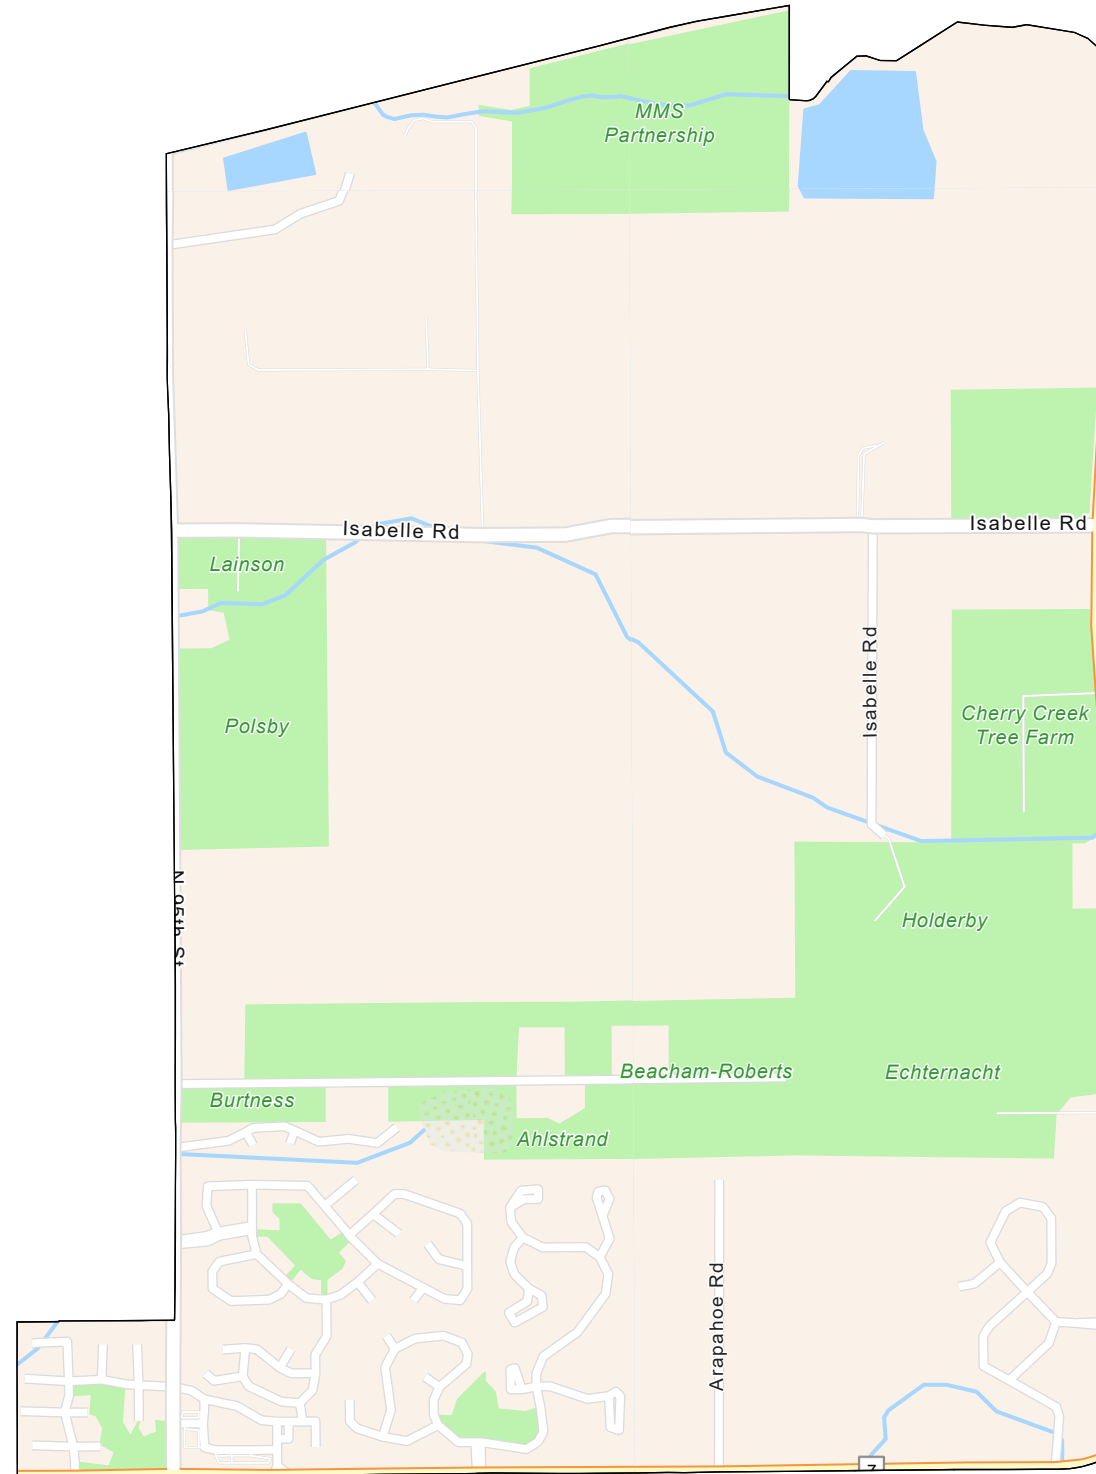 MMS
Partnership
Isabelle Rd
Isabelle Rd
Lainson
Isabelle Rd
Polsby
Cherry Creek
Tree Farm
N 95th St
Holderby
Beacham-Roberts
Echternacht
Burtness
Ahlstrand
Arapahoe Rd
7